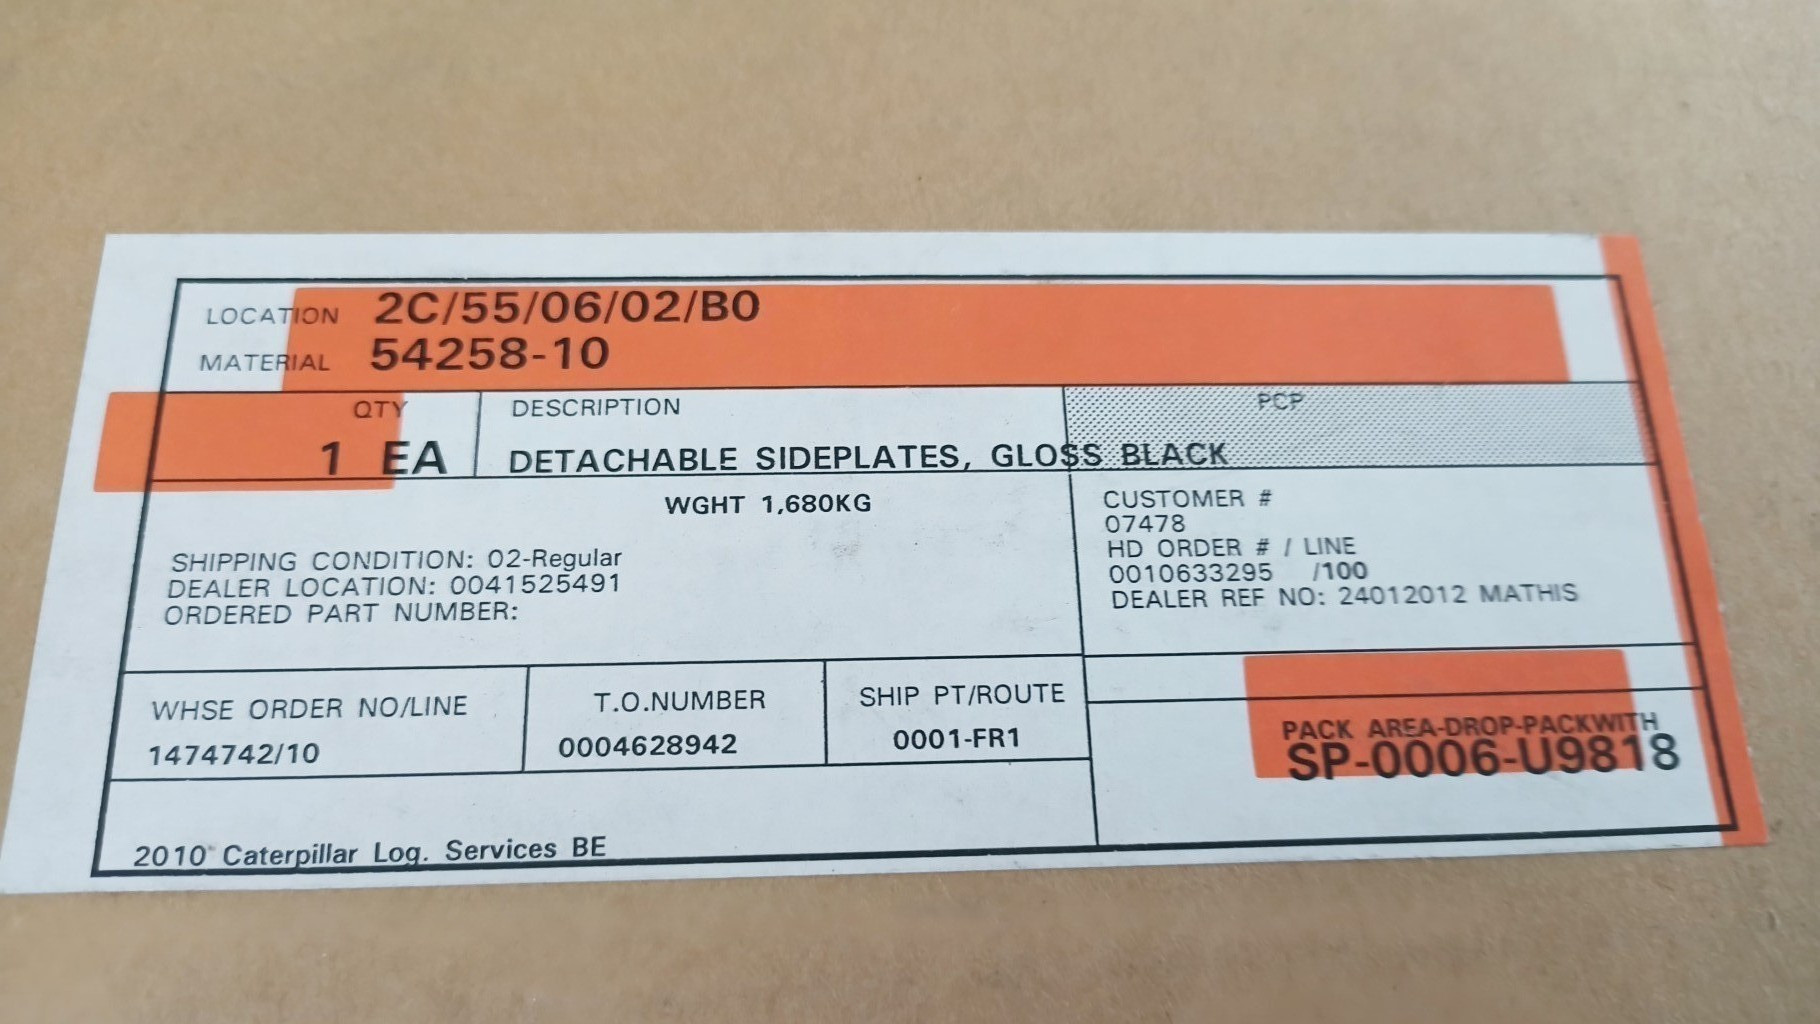 LOCATION 2C/55/06/02/B0
MATERIAL 54258-10
QTY DESCRIPTION PCP
1 EA DETACHABLE SIDEPLATES, GLOSS BLACK
WGHT 1,680KG
SHIPPING CONDITION: 02-Regular
DEALER LOCATION: 0041525491
ORDERED PART NUMBER:
CUSTOMER #
07478
HD ORDER # / LINE
0010633295 /100
DEALER REF NO: 24012012 MATHIS
WHSE ORDER NO/LINE
1474742/10
T.O.NUMBER
0004628942
SHIP PT/ROUTE
0001-FR1
PACK AREA-DROP-PACKWITH
SP-0006-U9818
2010 Caterpillar Log. Services BE